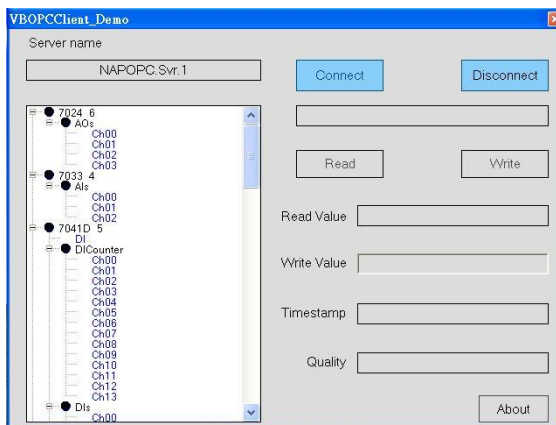 VBOPCClient_Demo
Server name
NAPOPC.Svr.1
Connect
Disconnect
7024 6
AOs
Ch00
Ch01
Ch02
Ch03
7033 4
AIs
Ch00
Ch01
Ch02
7041D 5
DI
DICounter
Ch00
Ch01
Ch02
Ch03
Ch04
Ch05
Ch06
Ch07
Ch08
Ch09
Ch10
Ch11
Ch12
Ch13
DIs
Ch00
Read
Write
Read Value
Write Value
Timestamp
Quality
About